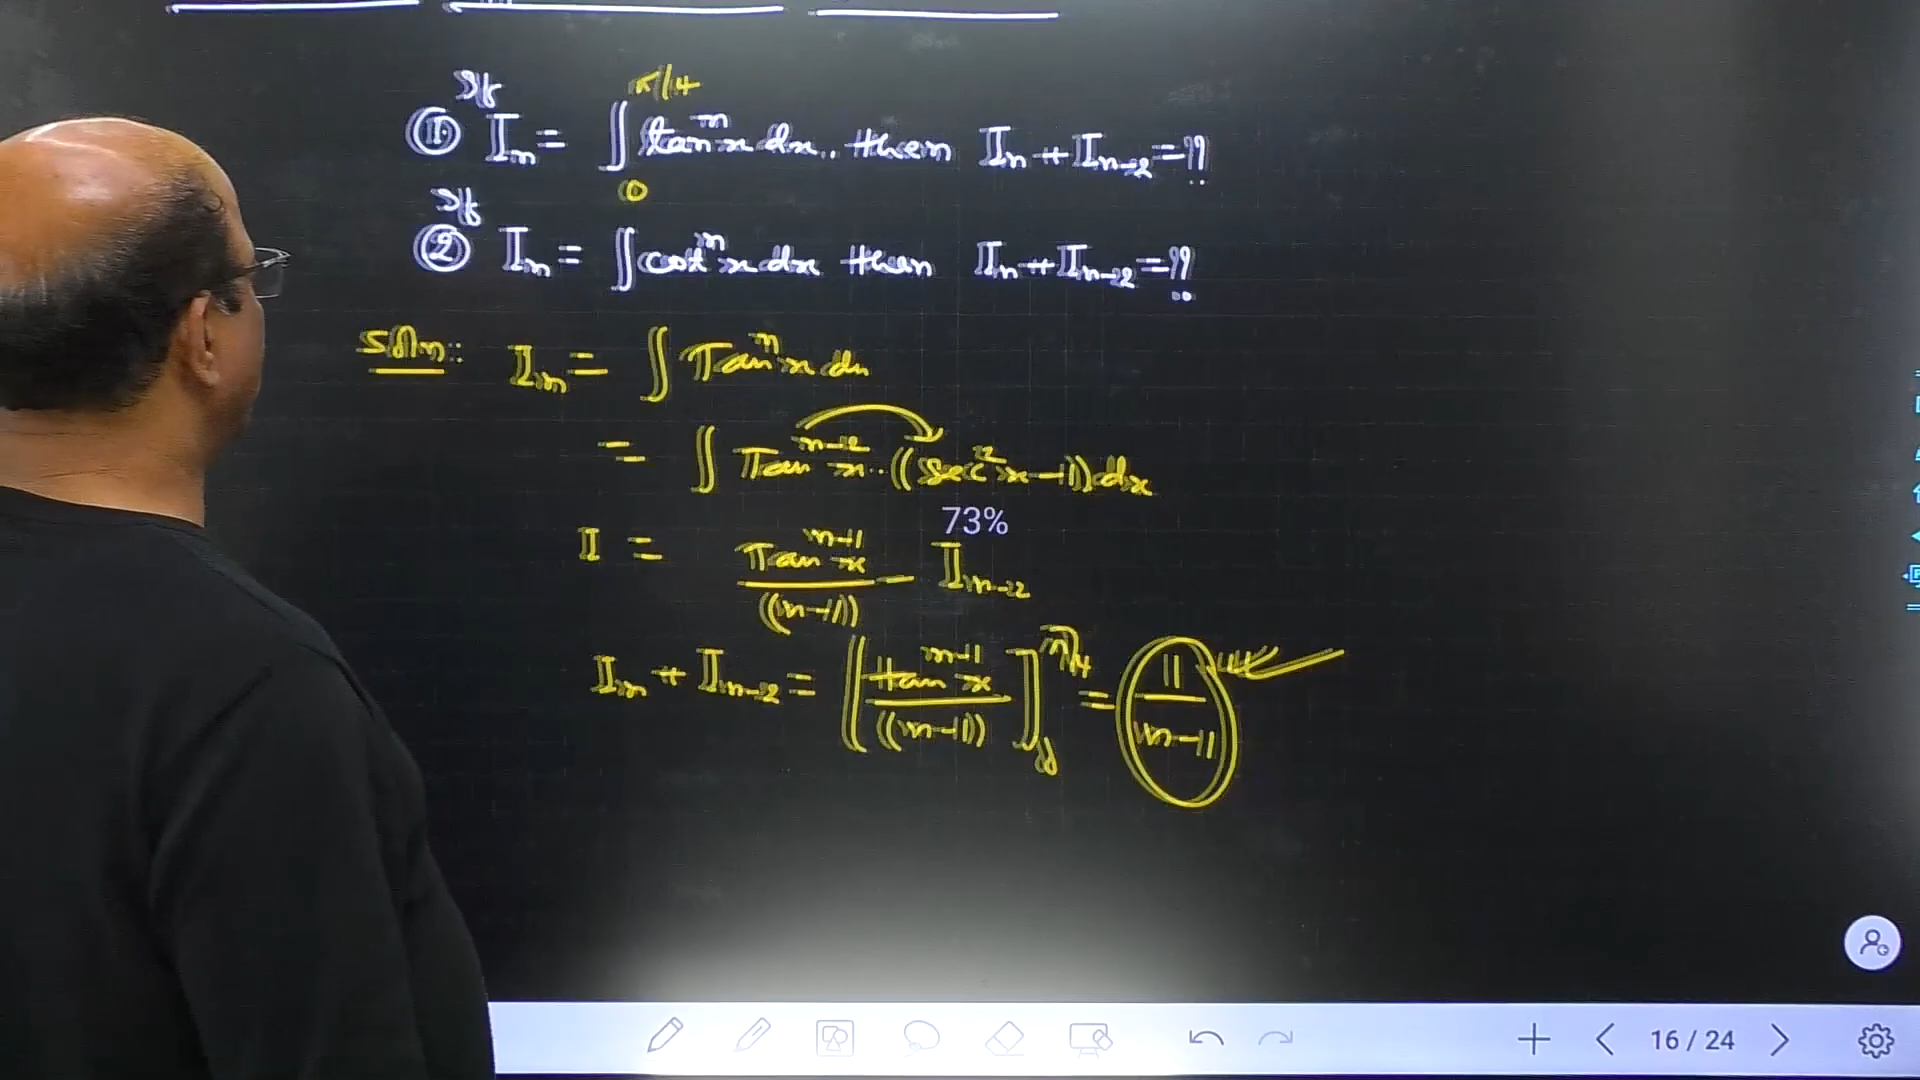 If
① Iₙ = ∫₀^π/4 tanⁿx dx. then Iₙ + Iₙ₋₂ = ??
If
② Iₙ = ∫ cotⁿx dx then Iₙ + Iₙ₋₂ = ??
Soln: Iₙ = ∫ Tanⁿx dx
= ∫ Tanⁿ⁻²x . (sec²x-1) dx
73%
I = Tanⁿ⁻¹x / (n-1) - Iₙ₋₂
Iₙ + Iₙ₋₂ = [tanⁿ⁻¹x / (n-1)]₀^π/4 = 1 / n-1
16 / 24